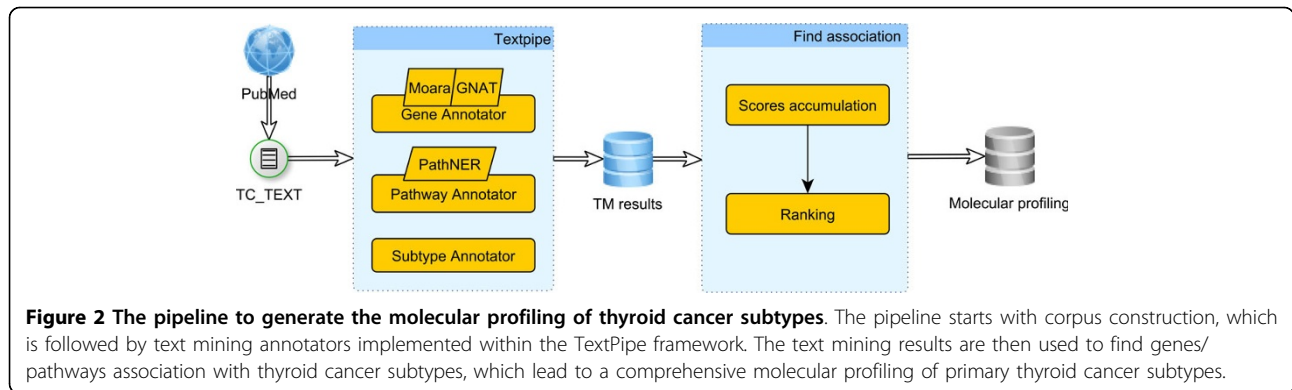 Textpipe
Find association
PubMed
Moara
GNAT
Gene Annotator
Scores accumulation
TC_TEXT
PathNER
Pathway Annotator
TM results
Ranking
Molecular profiling
Subtype Annotator
Figure 2 The pipeline to generate the molecular profiling of thyroid cancer subtypes. The pipeline starts with corpus construction, which
is followed by text mining annotators implemented within the TextPipe framework. The text mining results are then used to find genes/
pathways association with thyroid cancer subtypes, which lead to a comprehensive molecular profiling of primary thyroid cancer subtypes.